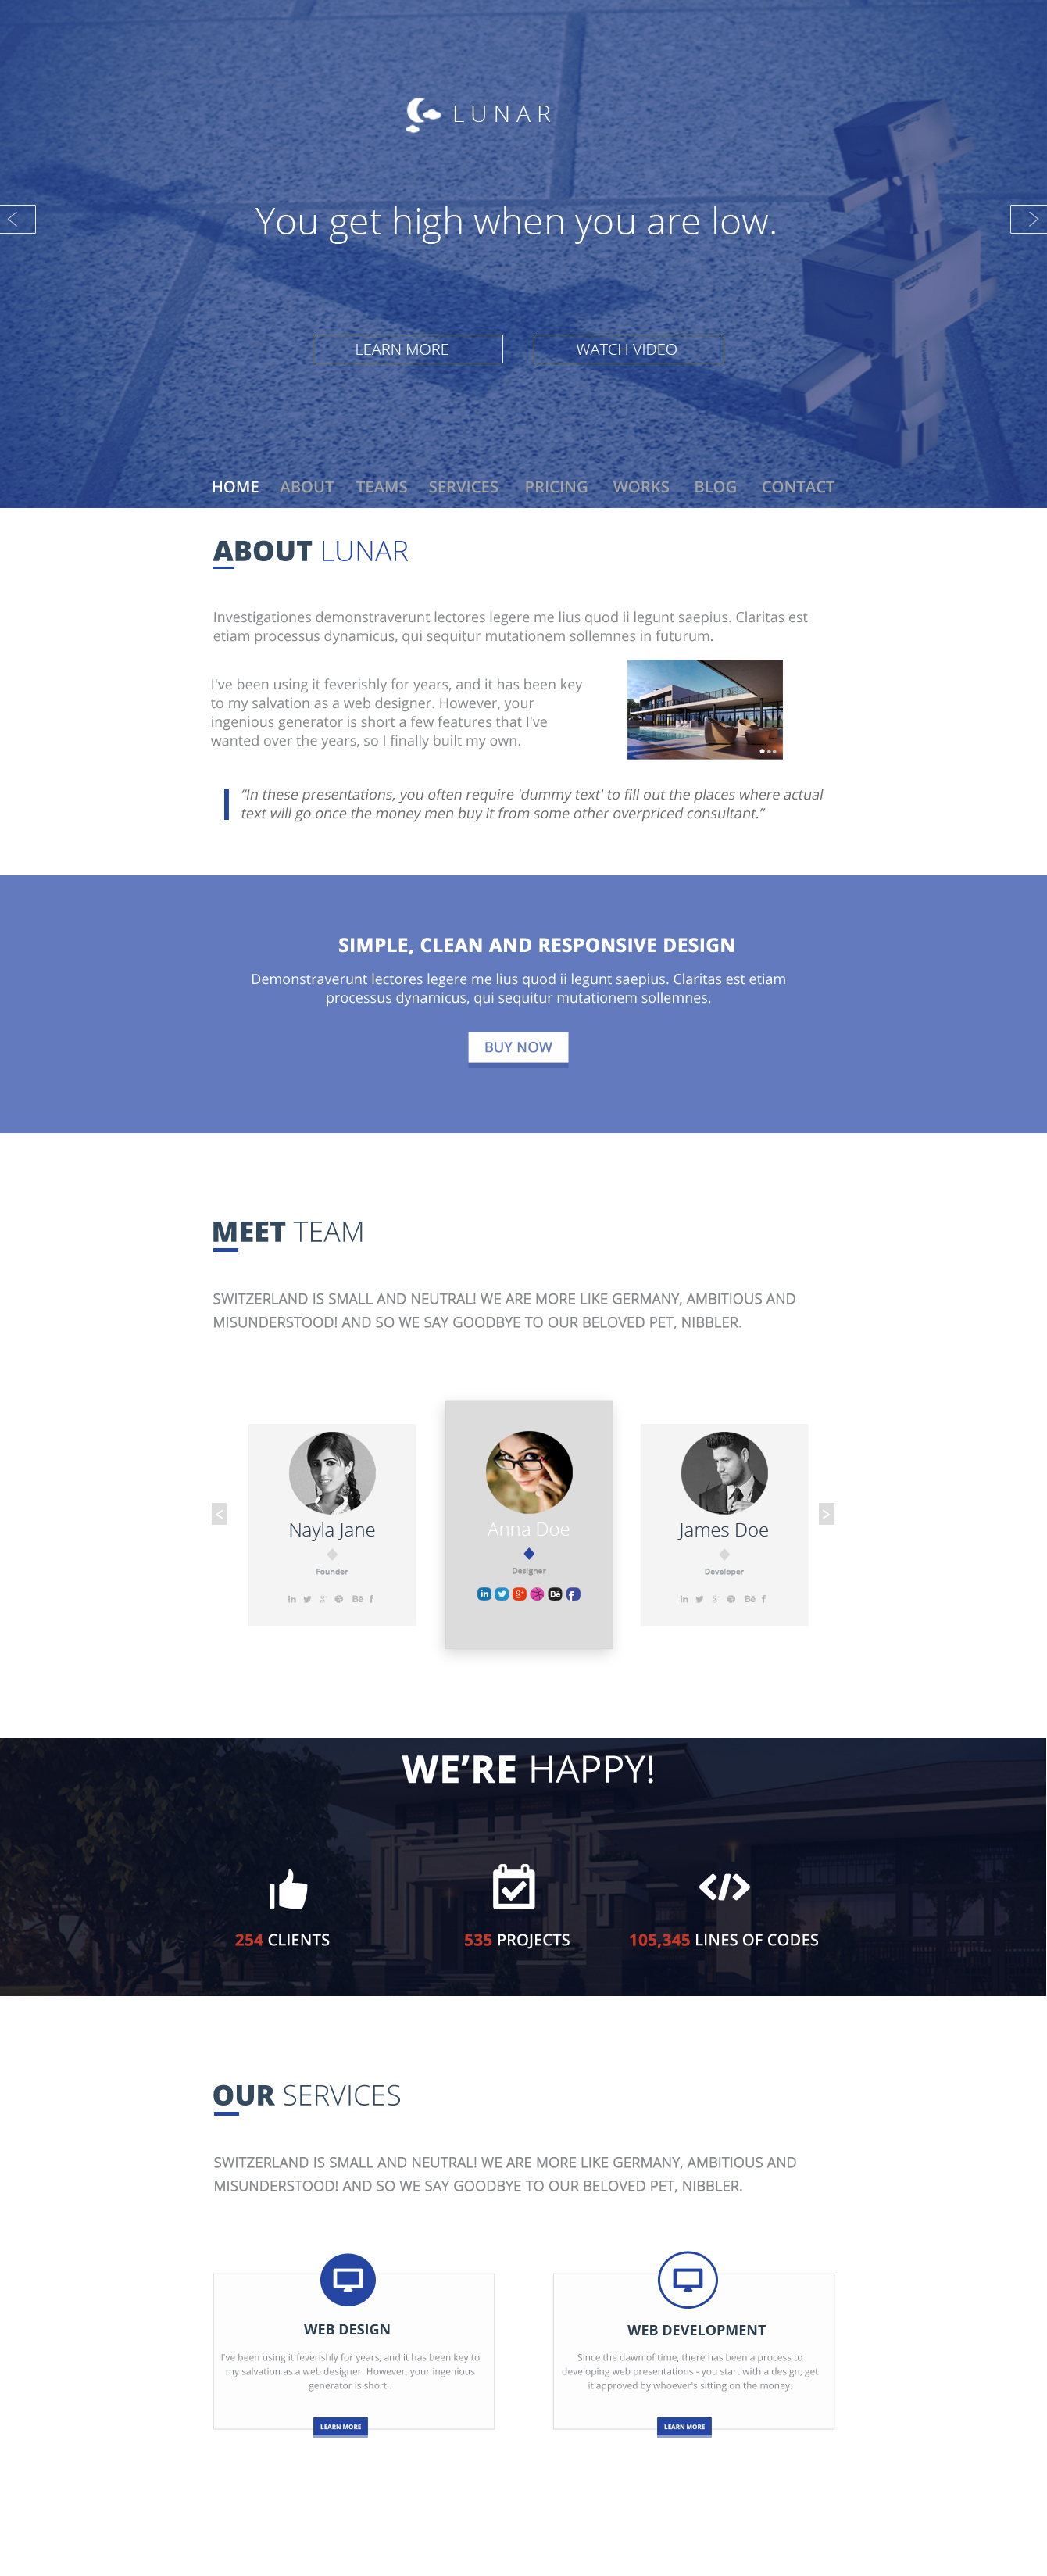 LUNAR
<
>
You get high when you are low.
amazon.co.jp
LEARN MORE
WATCH VIDEO
HOME ABOUT TEAMS SERVICES PRICING WORKS BLOG CONTACT
ABOUT LUNAR
Investigationes demonstraverunt lectores legere me lius quod ii legunt saepius. Claritas est
etiam processus dynamicus, qui sequitur mutationem sollemnes in futurum.
I've been using it feverishly for years, and it has been key
to my salvation as a web designer. However, your
ingenious generator is short a few features that I've
wanted over the years, so I finally built my own.
“In these presentations, you often require 'dummy text' to fill out the places where actual
text will go once the money men buy it from some other overpriced consultant.”
SIMPLE, CLEAN AND RESPONSIVE DESIGN
Demonstraverunt lectores legere me lius quod ii legunt saepius. Claritas est etiam
processus dynamicus, qui sequitur mutationem sollemnes.
BUY NOW
MEET TEAM
SWITZERLAND IS SMALL AND NEUTRAL! WE ARE MORE LIKE GERMANY, AMBITIOUS AND
MISUNDERSTOOD! AND SO WE SAY GOODBYE TO OUR BELOVED PET, NIBBLER.
<
Nayla Jane
Founder
in g+ Bē f
Anna Doe
Designer
in g+ Bē f
James Doe
Developer
in g+ Bē f
>
WE’RE HAPPY!
254 CLIENTS
535 PROJECTS
105,345 LINES OF CODES
OUR SERVICES
SWITZERLAND IS SMALL AND NEUTRAL! WE ARE MORE LIKE GERMANY, AMBITIOUS AND
MISUNDERSTOOD! AND SO WE SAY GOODBYE TO OUR BELOVED PET, NIBBLER.
WEB DESIGN
I've been using it feverishly for years, and it has been key to
my salvation as a web designer. However, your ingenious
generator is short .
LEARN MORE
WEB DEVELOPMENT
Since the dawn of time, there has been a process to
developing web presentations - you start with a design, get
it approved by whoever's sitting on the money.
LEARN MORE